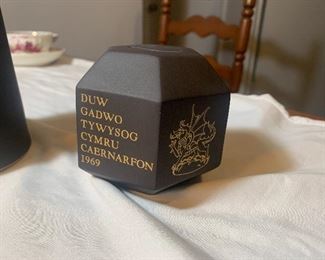 DUW
GADWO
TYWYSOG
CYMRU
CAERNARFON
1969